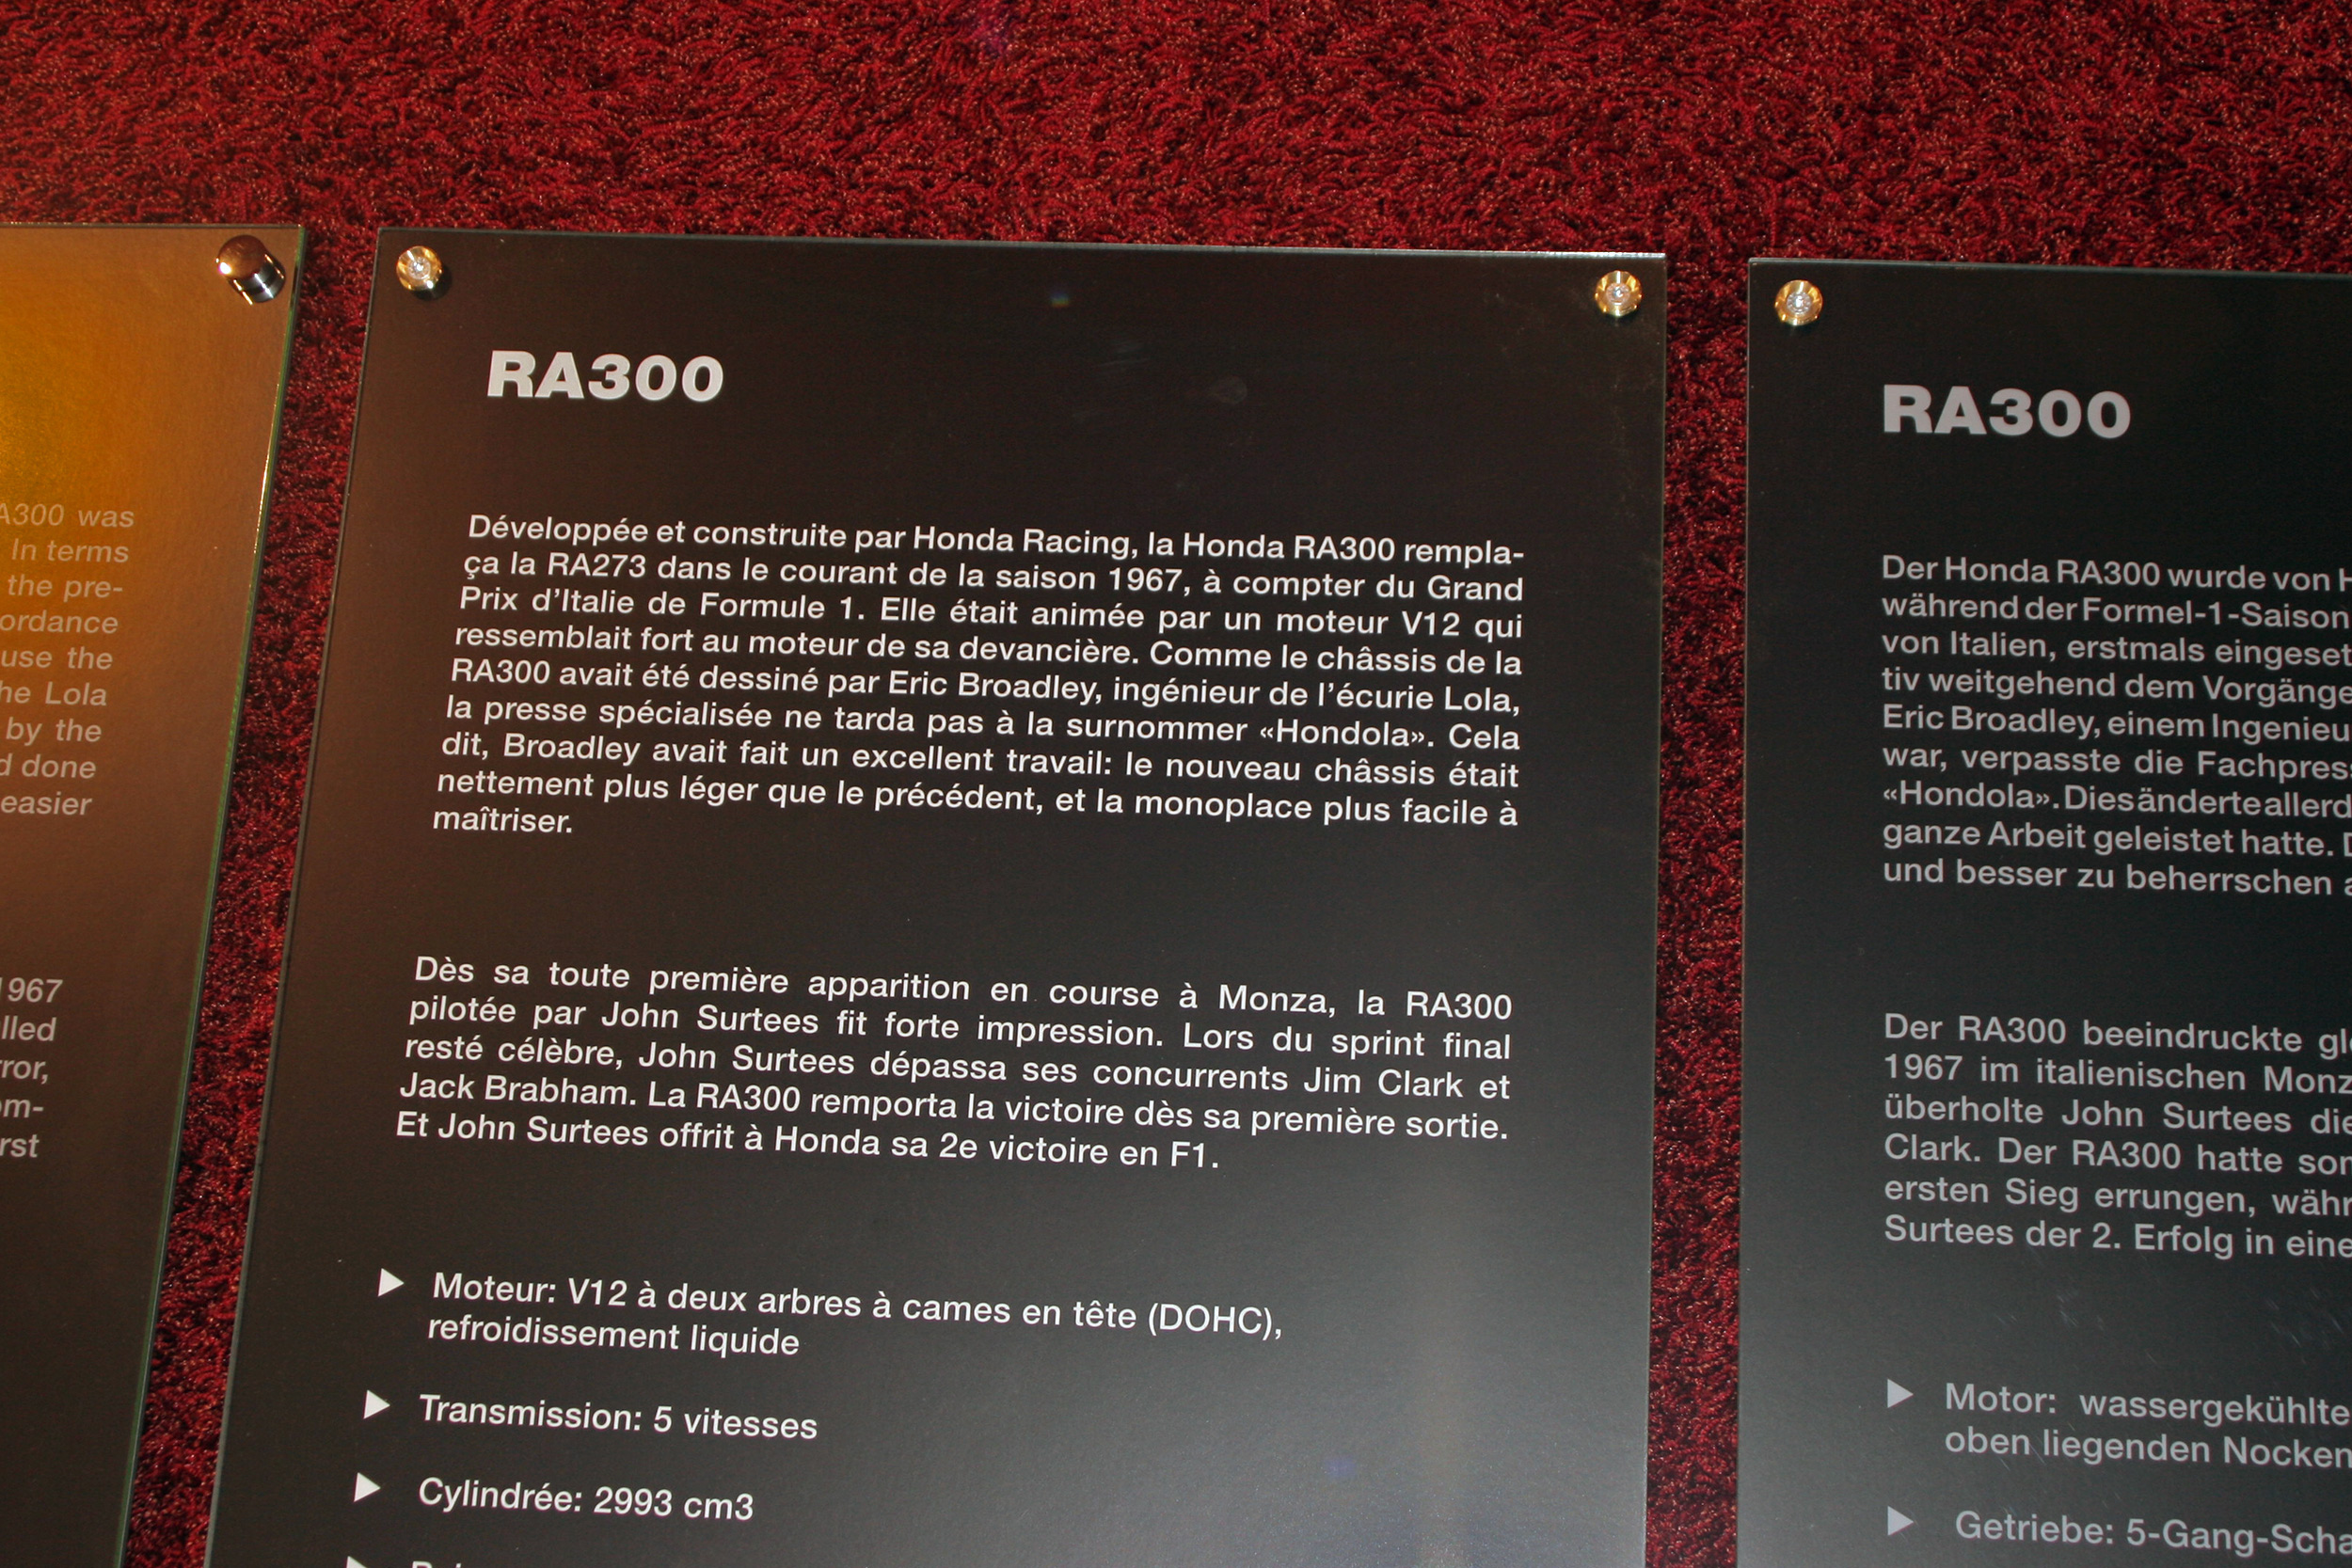 A300 was
In terms
the pre-
ordance
use the
he Lola
by the
d done
easier
1967
lled
ror,
om-
rst
RA300
Développée et construite par Honda Racing, la Honda RA300 rempla-
ça la RA273 dans le courant de la saison 1967, à compter du Grand
Prix d'Italie de Formule 1. Elle était animée par un moteur V12 qui
ressemblait fort au moteur de sa devancière. Comme le châssis de la
RA300 avait été dessiné par Eric Broadley, ingénieur de l'écurie Lola,
la presse spécialisée ne tarda pas à la surnommer «Hondola». Cela
dit, Broadley avait fait un excellent travail: le nouveau châssis était
nettement plus léger que le précédent, et la monoplace plus facile à
maîtriser.
Dès sa toute première apparition en course à Monza, la RA300
pilotée par John Surtees fit forte impression. Lors du sprint final
resté célèbre, John Surtees dépassa ses concurrents Jim Clark et
Jack Brabham. La RA300 remporta la victoire dès sa première sortie.
Et John Surtees offrit à Honda sa 2e victoire en F1.
▶ Moteur: V12 à deux arbres à cames en tête (DOHC),
refroidissement liquide
▶ Transmission: 5 vitesses
▶ Cylindrée: 2993 cm3
RA300
Der Honda RA300 wurde von H
während der Formel-1-Saison
von Italien, erstmals eingeset
tiv weitgehend dem Vorgänge
Eric Broadley, einem Ingenieu
war, verpasste die Fachpress
«Hondola». Dies änderte allerd
ganze Arbeit geleistet hatte. D
und besser zu beherrschen a
Der RA300 beeindruckte gle
1967 im italienischen Monz
überholte John Surtees die
Clark. Der RA300 hatte son
ersten Sieg errungen, währ
Surtees der 2. Erfolg in eine
▶ Motor: wassergekühlte
oben liegenden Nocken
▶ Getriebe: 5-Gang-Scha